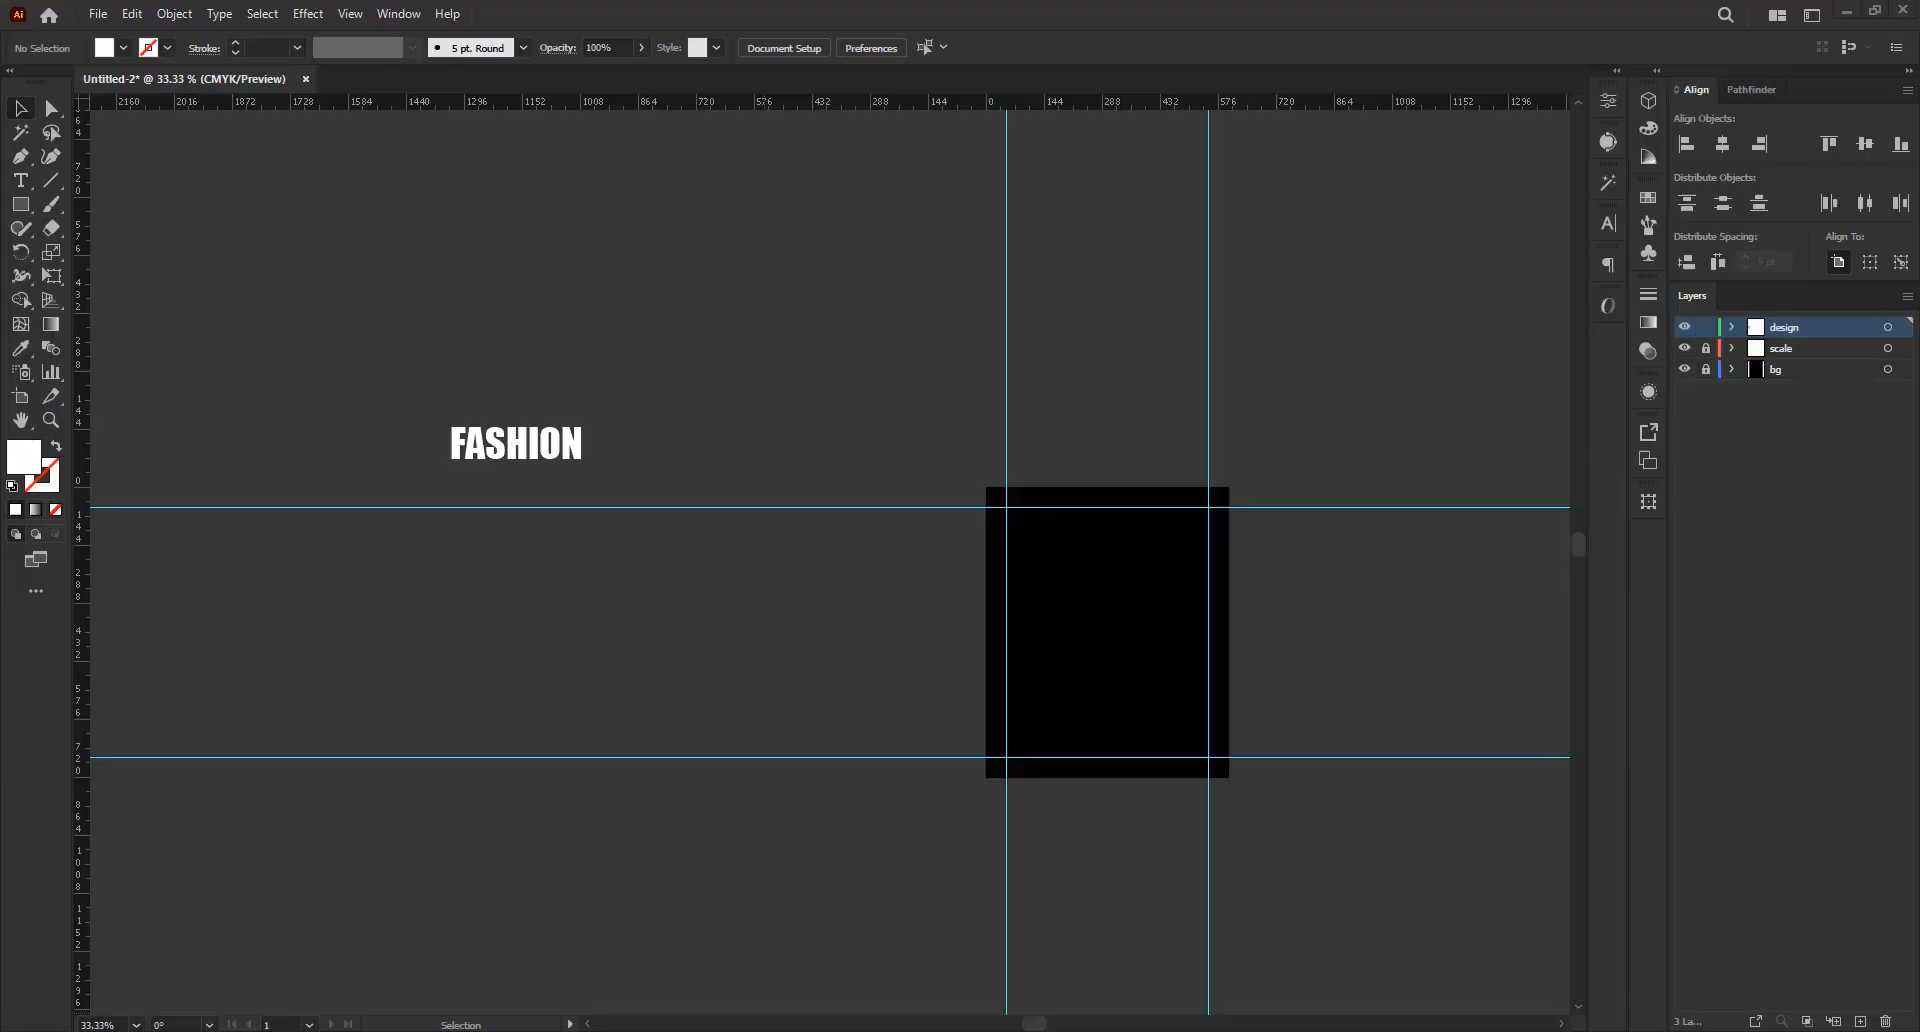 Ai File Edit Object Type Select Effect View Window Help
No Selection Stroke: 5 pt. Round Opacity: 100% Style: Document Setup Preferences
Untitled-2* @ 33.33 % (CMYK/Preview) ×
2160 2016 1872 1728 1584 1440 1296 1152 1008 864 720 576 432 288 144 0 144 288 432 576 720 864 1008 1152 1296
Align Pathfinder
Align Objects:
Distribute Objects:
Distribute Spacing: Align To:
5 pt
Layers
design
scale
bg
FASHION
33.33% 0° 1 Selection
3 La...